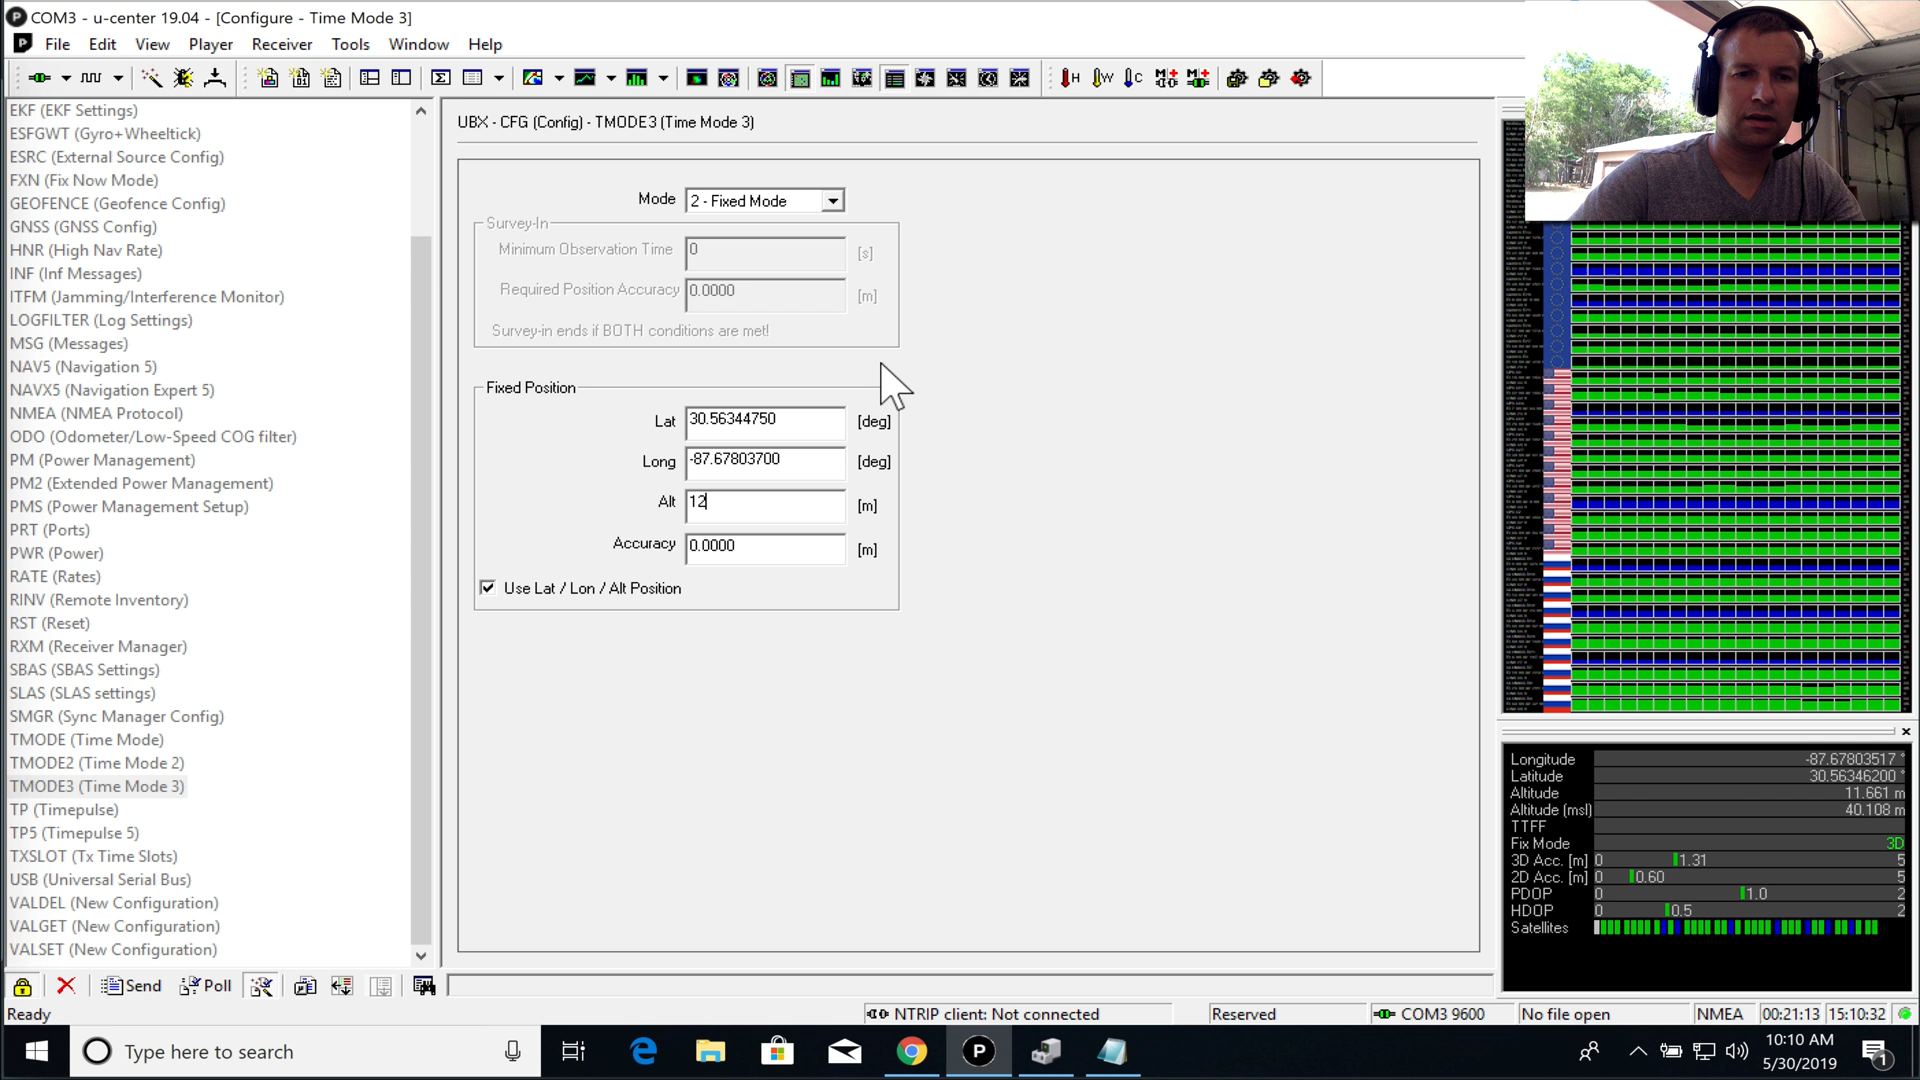 COM3 - u-center 19.04 - [Configure - Time Mode 3]
File Edit View Player Receiver Tools Window Help
EKF (EKF Settings)
ESFGWT (Gyro+Wheeltick)
ESRC (External Source Config)
FXN (Fix Now Mode)
GEOFENCE (Geofence Config)
GNSS (GNSS Config)
HNR (High Nav Rate)
INF (Inf Messages)
ITFM (Jamming/Interference Monitor)
LOGFILTER (Log Settings)
MSG (Messages)
NAV5 (Navigation 5)
NAVX5 (Navigation Expert 5)
NMEA (NMEA Protocol)
ODO (Odometer/Low-Speed COG filter)
PM (Power Management)
PM2 (Extended Power Management)
PMS (Power Management Setup)
PRT (Ports)
PWR (Power)
RATE (Rates)
RINV (Remote Inventory)
RST (Reset)
RXM (Receiver Manager)
SBAS (SBAS Settings)
SLAS (SLAS settings)
SMGR (Sync Manager Config)
TMODE (Time Mode)
TMODE2 (Time Mode 2)
TMODE3 (Time Mode 3)
TP (Timepulse)
TP5 (Timepulse 5)
TXSLOT (Tx Time Slots)
USB (Universal Serial Bus)
VALDEL (New Configuration)
VALGET (New Configuration)
VALSET (New Configuration)
UBX - CFG (Config) - TMODE3 (Time Mode 3)
Mode 2 - Fixed Mode
Survey-In
Minimum Observation Time 0 [s]
Required Position Accuracy 0.0000 [m]
Survey-in ends if BOTH conditions are met!
Fixed Position
Lat 30.56344750 [deg]
Long -87.67803700 [deg]
Alt 12 [m]
Accuracy 0.0000 [m]
Use Lat / Lon / Alt Position
Longitude -87.67803517 °
Latitude 30.56346200 °
Altitude 11.661 m
Altitude (msl) 40.108 m
TTFF
Fix Mode 3D
3D Acc. [m] 0 1.31 5
2D Acc. [m] 0 0.60 5
PDOP 0 1.0 2
HDOP 0 0.5 2
Satellites
Send Poll
Ready NTRIP client: Not connected Reserved COM3 9600 No file open NMEA 00:21:13 15:10:32
Type here to search
10:10 AM
5/30/2019
1